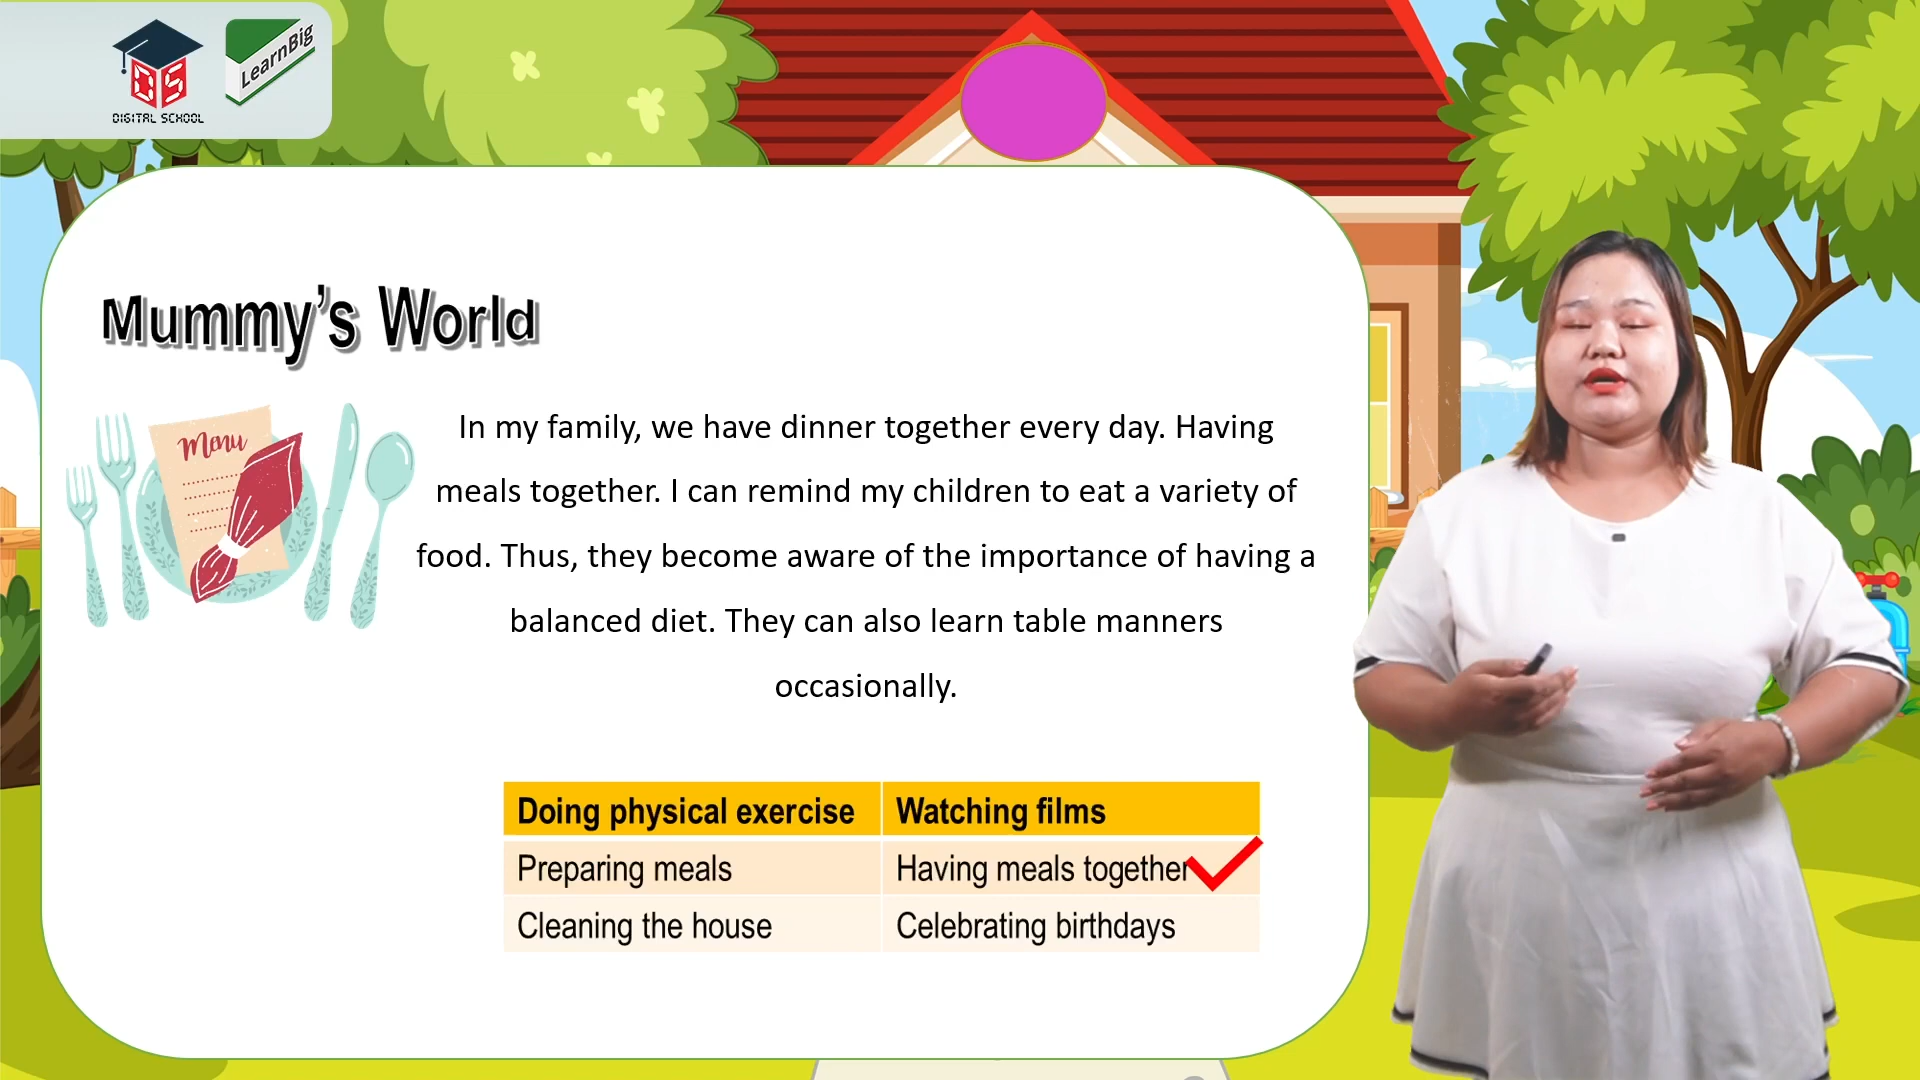 DIGITAL SCHOOL
LearnBig
Mummy's World
Menu
In my family, we have dinner together every day. Having
meals together. I can remind my children to eat a variety of
food. Thus, they become aware of the importance of having a
balanced diet. They can also learn table manners
occasionally.
Doing physical exercise Watching films
Preparing meals Having meals together
Cleaning the house Celebrating birthdays